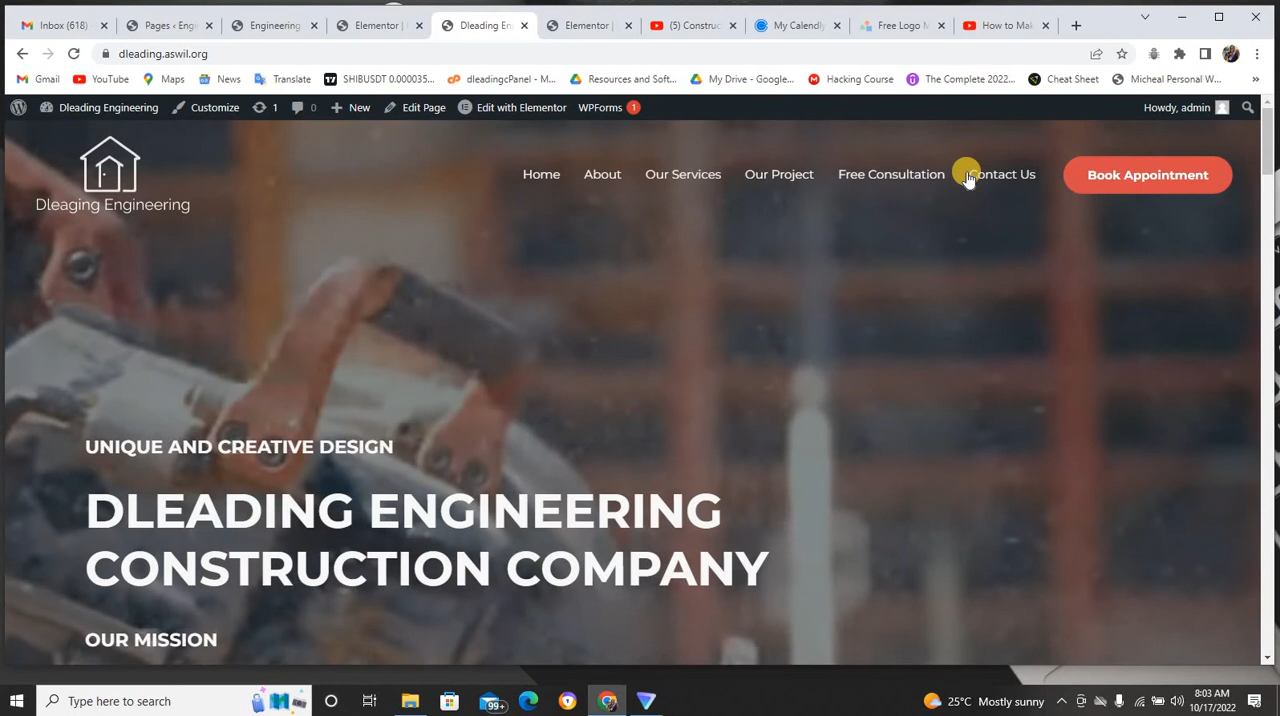 Inbox (618)
Pages ‹ Engi
Engineering
Elementor |
Dleading En
Elementor |
(5) Construc
My Calendly
Free Logo M
How to Mak
dleading.aswil.org
Gmail
YouTube
Maps
News
Translate
SHIBUSDT 0.000035...
dleadingcPanel - M...
Resources and Soft...
My Drive - Google...
Hacking Course
The Complete 2022...
Cheat Sheet
Micheal Personal W...
Dleading Engineering
Customize
1
0
New
Edit Page
Edit with Elementor
WPForms 1
Howdy, admin
Dleaging Engineering
Home
About
Our Services
Our Project
Free Consultation
Contact Us
Book Appointment
UNIQUE AND CREATIVE DESIGN
DLEADING ENGINEERING
CONSTRUCTION COMPANY
OUR MISSION
Type here to search
99+
25°C Mostly sunny
8:03 AM
10/17/2022